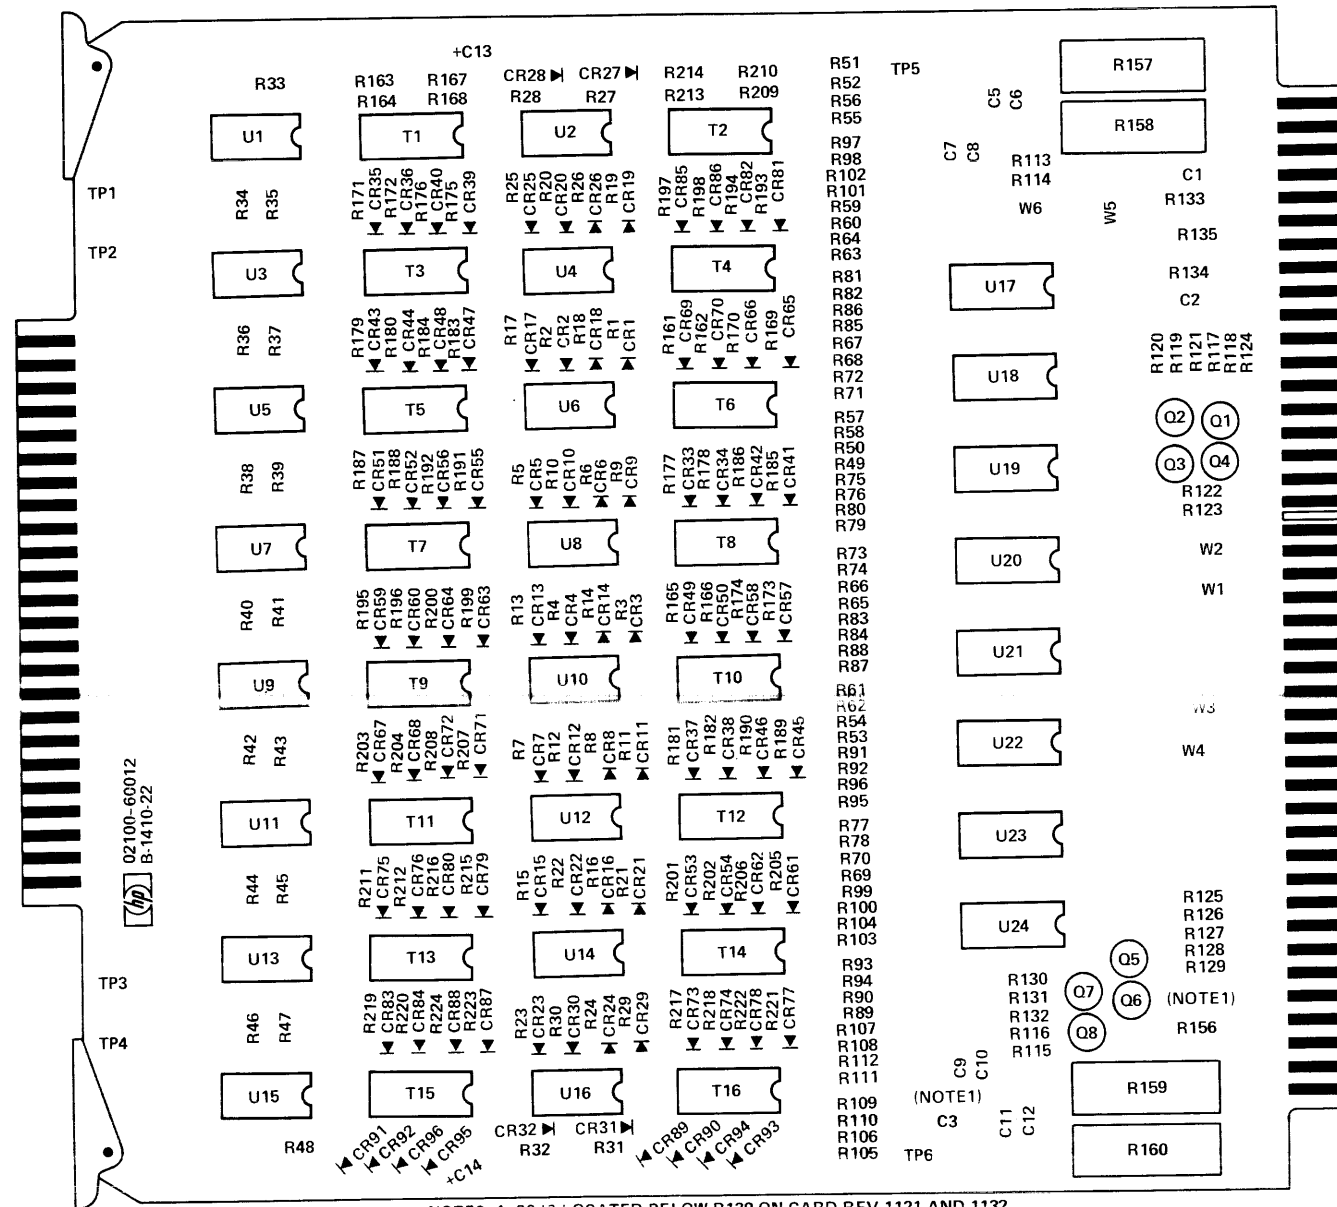 +C13
R33
R163 R167
R164 R168
CR28 CR27
R28 R27
R214 R210
R213 R209
U1 T1 U2 T2
TP1
R34 R35
R171 CR35 R172 CR36 R176 CR40 R175 CR39
R25 CR25 R20 CR20 R26 CR26 R19 CR19
R197 CR85 R198 CR86 R194 CR82 R193 CR81
TP2
U3 T3 U4 T4
R36 R37
R179 CR43 R180 CR44 R184 CR48 R183 CR47
R17 CR17 R2 CR2 R18 CR18 R1 CR1
R161 CR69 R162 CR70 R170 CR66 R169 CR65
U5 T5 U6 T6
R38 R39
R187 CR51 R188 CR52 R192 CR56 R191 CR55
R5 CR5 R10 CR10 R6 CR6 R9 CR9
R177 CR33 R178 CR34 R186 CR42 R185 CR41
U7 T7 U8 T8
R40 R41
R195 CR59 R196 CR60 R200 CR64 R199 CR63
R13 CR13 R4 CR4 R14 CR14 R3 CR3
R165 CR49 R166 CR50 R174 CR58 R173 CR57
U9 T9 U10 T10
R42 R43
R203 CR67 R204 CR68 R208 CR72 R207 CR71
R7 CR7 R12 CR12 R8 CR8 R11 CR11
R181 CR37 R182 CR38 R190 CR46 R189 CR45
02100-60012
B-1410-22
hp
U11 T11 U12 T12
R44 R45
R211 CR75 R212 CR76 R216 CR80 R215 CR79
R15 CR15 R22 CR22 R16 CR16 R21 CR21
R201 CR53 R202 CR54 R206 CR62 R205 CR61
U13 T13 U14 T14
TP3
R46 R47
R219 CR83 R220 CR84 R224 CR88 R223 CR87
R23 CR23 R30 CR30 R24 CR24 R29 CR29
R217 CR73 R218 CR74 R222 CR78 R221 CR77
TP4
U15 T15 U16 T16
R48
CR91 CR92 CR96 CR95
+C14
CR32 CR31
R32 R31
CR89 CR90 CR94 CR93
R51
R52
R56
R55
R97
R98
R102
R101
R59
R60
R64
R63
R81
R82
R86
R85
R67
R68
R72
R71
R57
R58
R50
R49
R75
R76
R80
R79
R73
R74
R66
R65
R83
R84
R88
R87
R61
R62
R54
R53
R91
R92
R96
R95
R77
R78
R70
R69
R99
R100
R104
R103
R93
R94
R90
R89
R107
R108
R112
R111
R109
R110
R106
R105
TP5
R157
C5 C6
R158
C7 C8
R113
R114
C1
R133
W6 W5
R135
U17
R134
C2
R120 R119 R121 R117 R118 R124
U18
Q2 Q1
U19
Q3 Q4
R122
R123
U20
W2
W1
U21
W3
U22
W4
U23
U24
R125
R126
R127
R128
R129
Q5
R130
R131
R132
R116
R115
Q7 Q6
(NOTE1)
Q8
R156
C9 C10
R159
(NOTE1)
C3
C11 C12
TP6
R160
LOCATED BELOW R129 ON CARD REV 1121 AND 1132